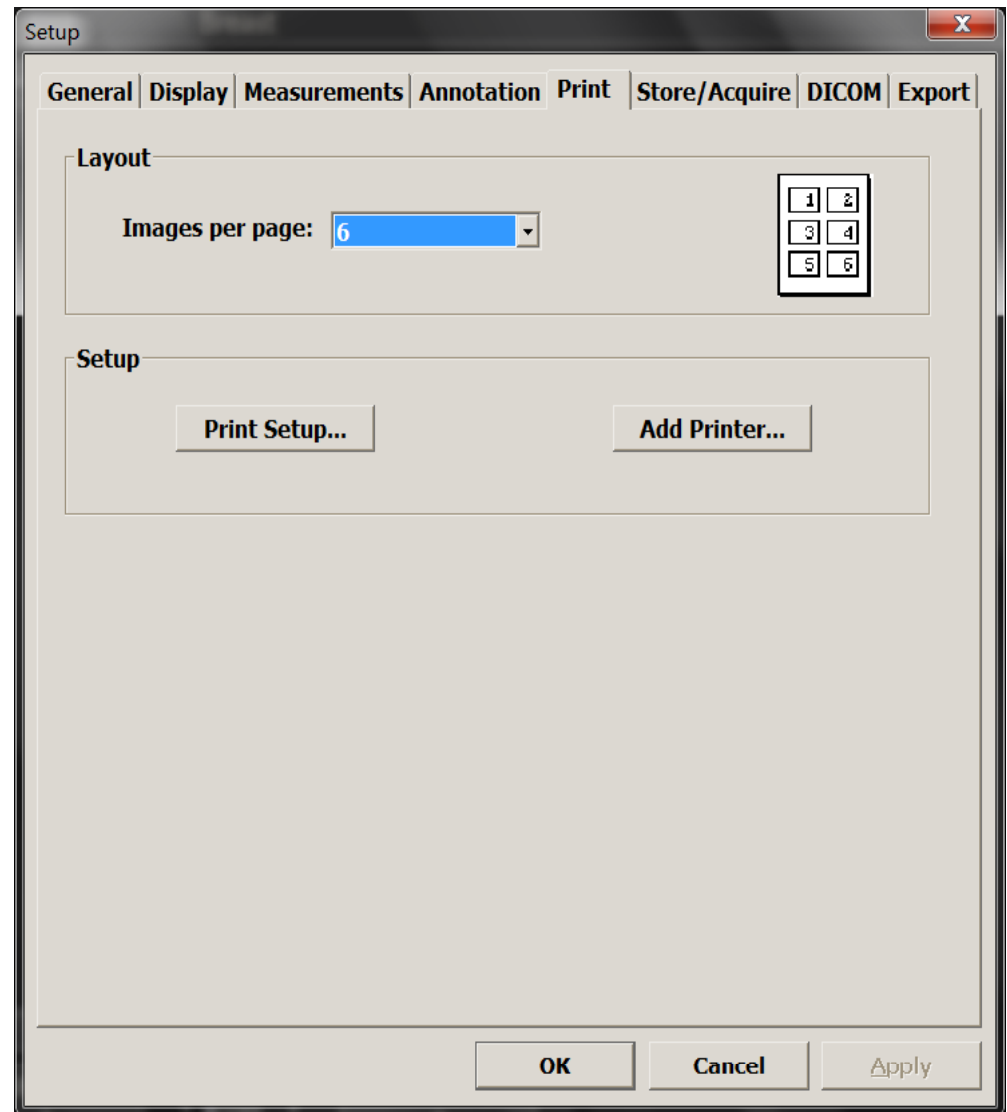 Setup
X
General Display Measurements Annotation Print Store/Acquire DICOM Export
Layout
Images per page: 6
1 2
3 4
5 6
Setup
Print Setup... Add Printer...
OK Cancel Apply